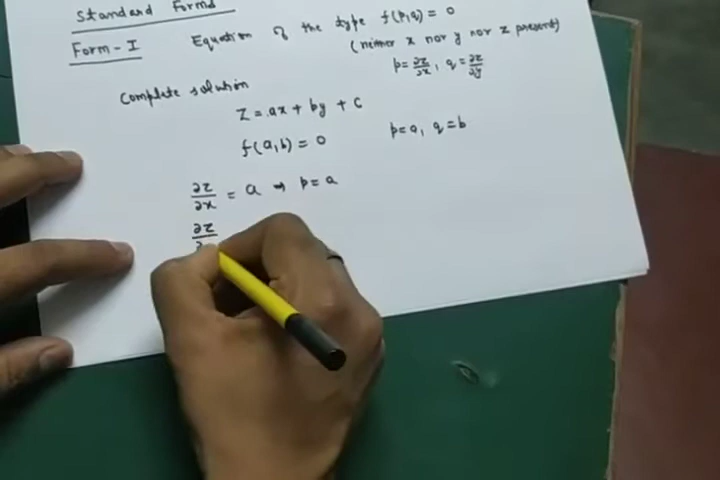 Standard Forms
Form-I Equation of the type f(p,q) = 0
(neither x nor y nor z present)
p = ∂z/∂x, q = ∂z/∂y
Complete solution
Z = ax + by + c
f(a,b) = 0 p=a, q=b
∂z/∂x = a → p = a
∂z